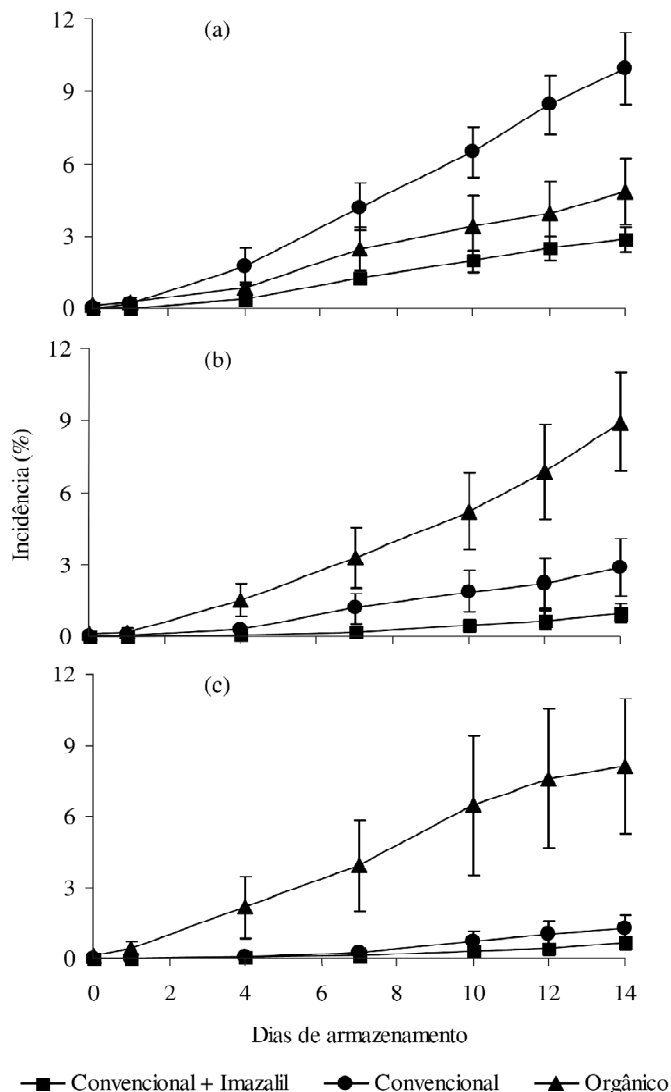 12
(a)
9
6
3
0
12
(b)
9
6
3
0
Incidência (%)
12
(c)
9
6
3
0
0 2 4 6 8 10 12 14
Dias de armazenamento
Convencional + Imazalil Convencional Orgânico